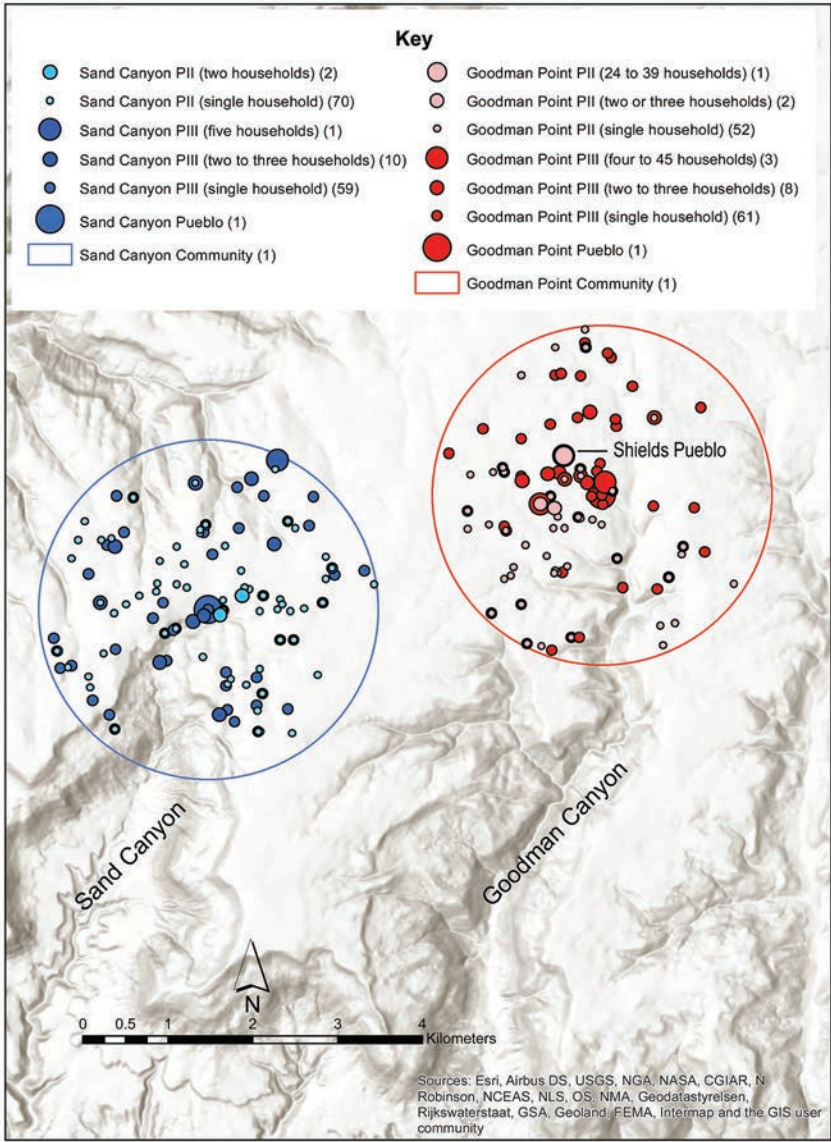 Key
Sand Canyon PII (two households) (2)
Sand Canyon PII (single household) (70)
Sand Canyon PIII (five households) (1)
Sand Canyon PIII (two to three households) (10)
Sand Canyon PIII (single household) (59)
Sand Canyon Pueblo (1)
Sand Canyon Community (1)
Goodman Point PII (24 to 39 households) (1)
Goodman Point PII (two or three households) (2)
Goodman Point PII (single household) (52)
Goodman Point PIII (four to 45 households) (3)
Goodman Point PIII (two to three households) (8)
Goodman Point PIII (single household) (61)
Goodman Point Pueblo (1)
Goodman Point Community (1)
Shields Pueblo
Sand Canyon
Goodman Canyon
N
0 0.5 1 2 3 4
Kilometers
Sources: Esri, Airbus DS, USGS, NGA, NASA, CGIAR, N
Robinson, NCEAS, NLS, OS, NMA, Geodatastyrelsen,
Rijkswaterstaat, GSA, Geoland, FEMA, Intermap and the GIS user
community